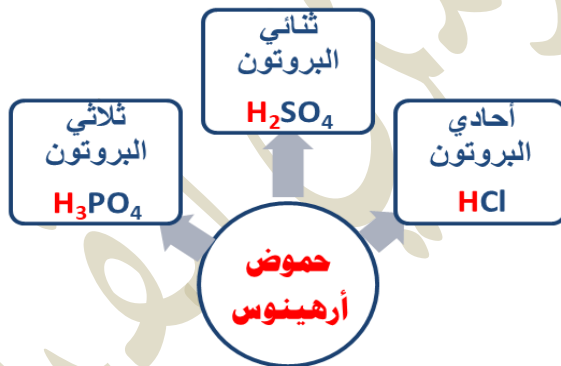 ثنائي
البروتون
H₂SO₄
أحادي
البروتون
HCl
ثلاثي
البروتون
H₃PO₄
حموض
أرهينوس